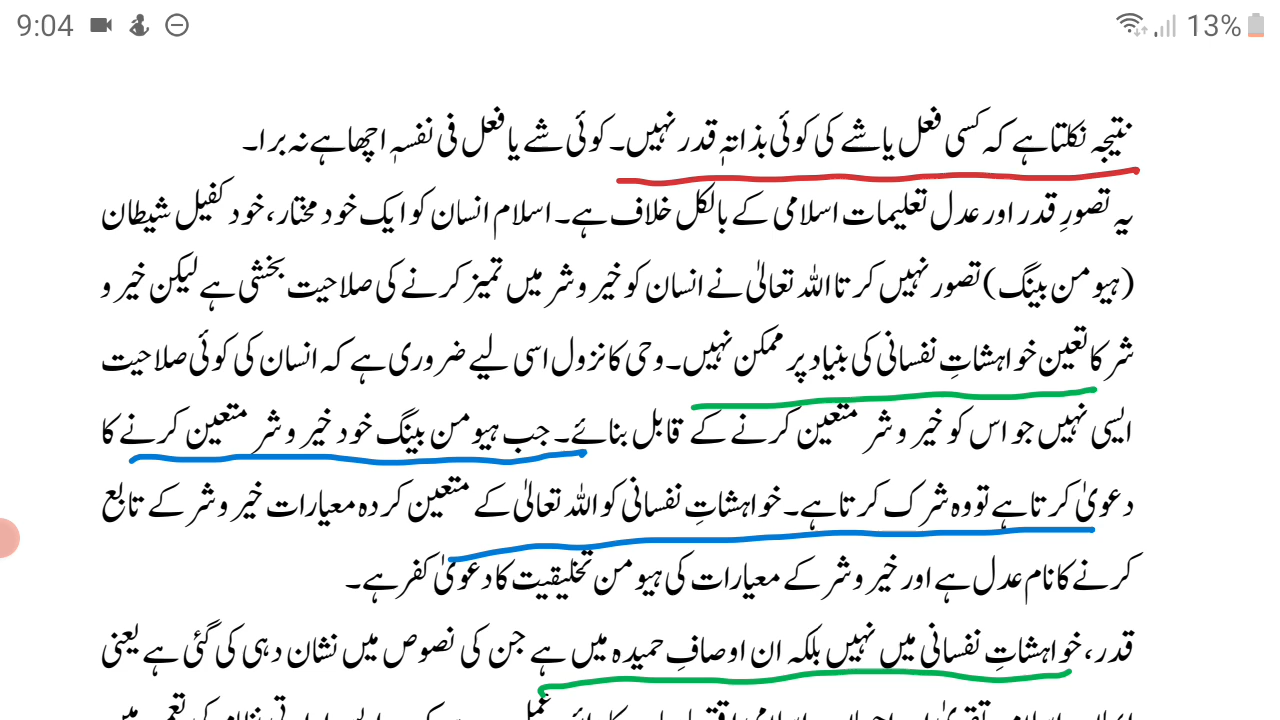 9:04
13%
نتیجہ نکلتا ہے کہ کسی فعل یا شے کی کوئی بذاتہٖ قدر نہیں۔ کوئی شے یا فعل فی نفسہٖ اچھا ہے نہ برا۔
یہ تصورِ قدر اور عدل تعلیمات اسلامی کے بالکل خلاف ہے۔ اسلام انسان کو ایک خود مختار، خود کفیل شیطان
(ہیومن بینگ) تصور نہیں کرتا اللہ تعالیٰ نے انسان کو خیر و شر میں تمیز کرنے کی صلاحیت بخشی ہے لیکن خیر و
شر کا تعین خواہشاتِ نفسانی کی بنیاد پر ممکن نہیں۔ وحی کا نزول اسی لیے ضروری ہے کہ انسان کی کوئی صلاحیت
ایسی نہیں جو اس کو خیر و شر متعین کرنے کے قابل بنائے۔ جب ہیومن بینگ خود خیر و شر متعین کرنے کا
دعویٰ کرتا ہے تو وہ شرک کرتا ہے۔ خواہشاتِ نفسانی کو اللہ تعالیٰ کے متعین کردہ معیارات خیر و شر کے تابع
کرنے کا نام عدل ہے اور خیر و شر کے معیارات کی ہیومن تخلیقیت کا دعویٰ کفر ہے۔
قدر، خواہشاتِ نفسانی میں نہیں بلکہ ان اوصافِ حمیدہ میں ہے جن کی نصوص میں نشان دہی کی گئی ہے یعنی